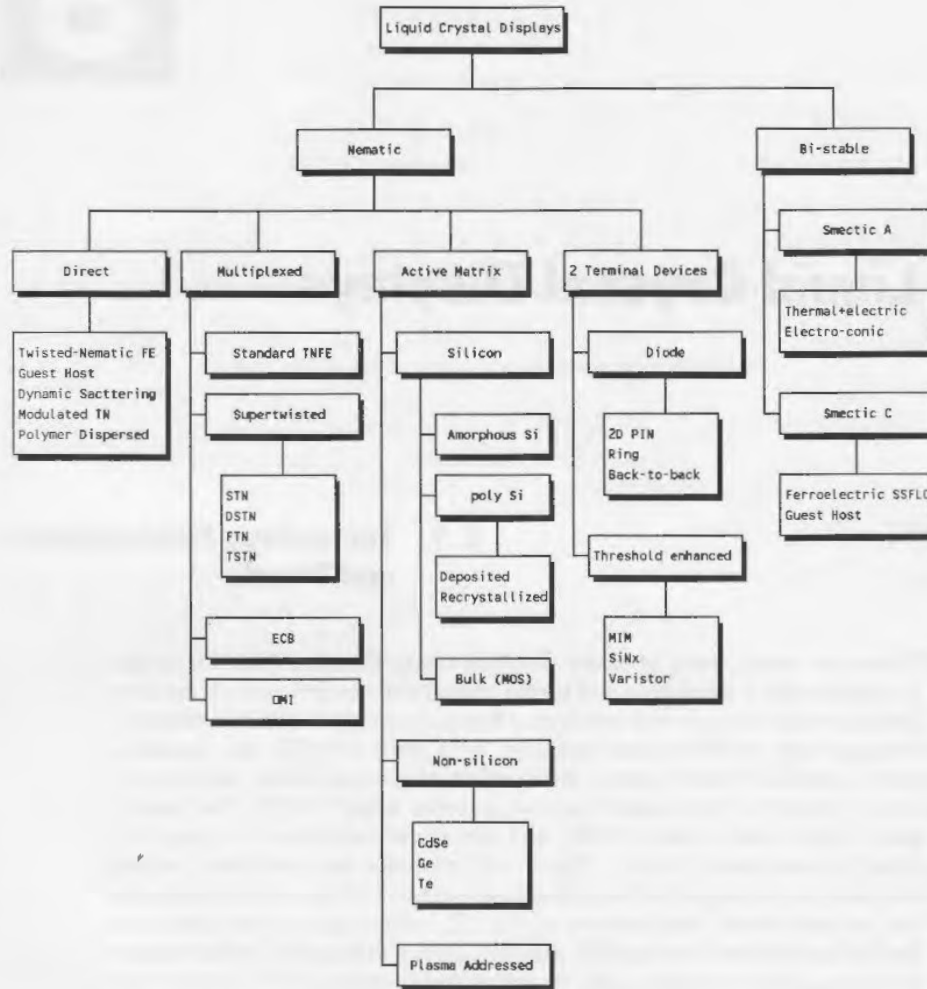 Liquid Crystal Displays
Nematic
Bi-stable
Direct
Multiplexed
Active Matrix
2 Terminal Devices
Smectic A
Thermal+electric
Electro-conic
Smectic C
Ferroelectric SSFLC
Guest Host
Twisted-Nematic FE
Guest Host
Dynamic Sacttering
Modulated TN
Polymer Dispersed
Standard TNFE
Supertwisted
STN
DSTN
FTN
TSTN
ECB
OMI
Silicon
Amorphous Si
poly Si
Deposited
Recrystallized
Bulk (MOS)
Non-silicon
CdSe
Ge
Te
Plasma Addressed
Diode
2D PIN
Ring
Back-to-back
Threshold enhanced
MIM
SiNx
Varistor